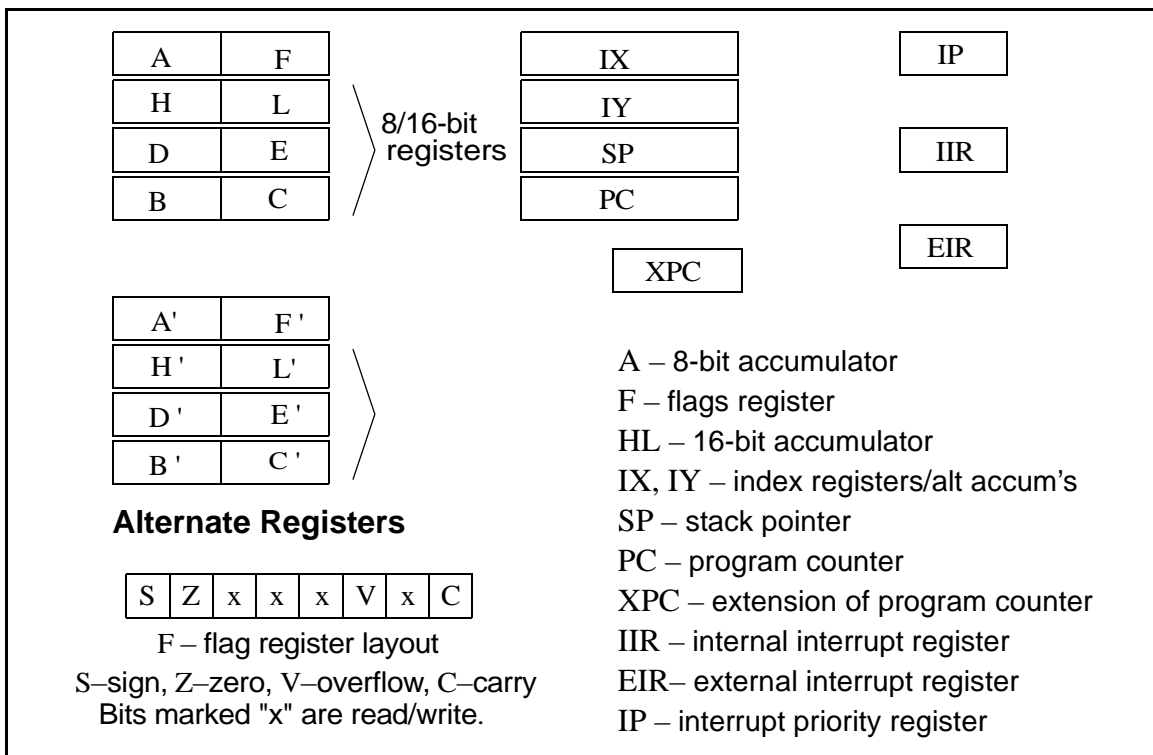 A F
H L
D E
B C
8/16-bit
registers
IX
IY
SP
PC
XPC
IP
IIR
EIR
A' F '
H ' L'
D ' E '
B ' C '
Alternate Registers
S Z x x x V x C
F – flag register layout
S–sign, Z–zero, V–overflow, C–carry
Bits marked "x" are read/write.
A – 8-bit accumulator
F – flags register
HL – 16-bit accumulator
IX, IY – index registers/alt accum's
SP – stack pointer
PC – program counter
XPC – extension of program counter
IIR – internal interrupt register
EIR– external interrupt register
IP – interrupt priority register